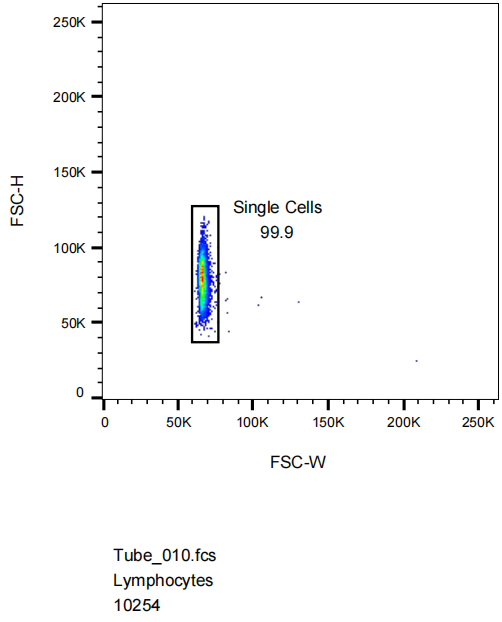 250K
200K
150K
100K
50K
0
FSC-H
Single Cells
99.9
0 50K 100K 150K 200K 250K
FSC-W
Tube_010.fcs
Lymphocytes
10254